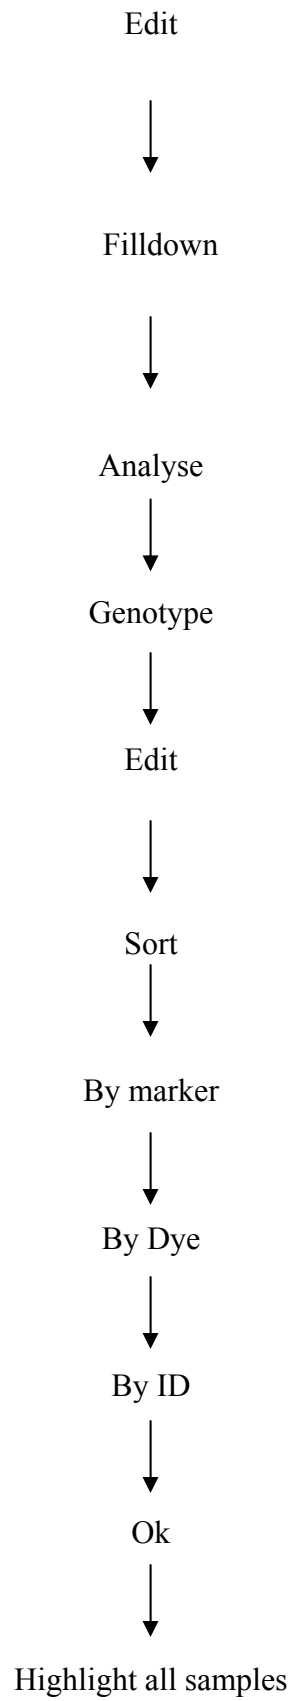 Edit
Filldown
Analyse
Genotype
Edit
Sort
By marker
By Dye
By ID
Ok
Highlight all samples